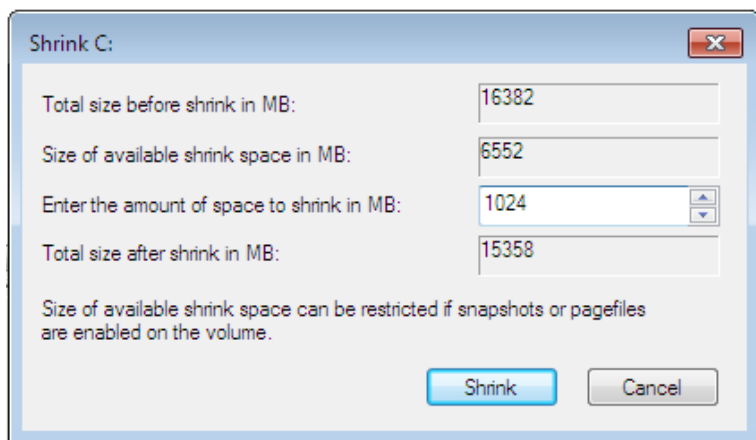 Shrink C:
Total size before shrink in MB: 16382
Size of available shrink space in MB: 6552
Enter the amount of space to shrink in MB: 1024
Total size after shrink in MB: 15358
Size of available shrink space can be restricted if snapshots or pagefiles
are enabled on the volume.
Shrink Cancel